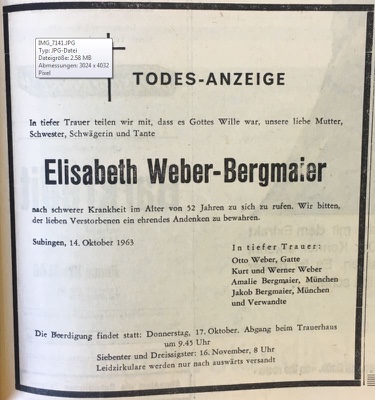 IMG_7141.JPG
Typ: JPG-Datei
Dateigröße: 2.58 MB
Abmessungen: 3024 x 4032
Pixel
TODES-ANZEIGE
In tiefer Trauer teilen wir mit, dass es Gottes Wille war, unsere liebe Mutter,
Schwester, Schwägerin und Tante
Elisabeth Weber-Bergmaier
nach schwerer Krankheit im Alter von 52 Jahren zu sich zu rufen. Wir bitten,
der lieben Verstorbenen ein ehrendes Andenken zu bewahren.
Subingen, 14. Oktober 1963
In tiefer Trauer:
Otto Weber, Gatte
Kurt und Werner Weber
Amalie Bergmaier, München
Jakob Bergmaier, München
und Verwandte
Die Beerdigung findet statt: Donnerstag, 17. Oktober. Abgang beim Trauerhaus
um 9.45 Uhr
Siebenter und Dreissigster: 16. November, 8 Uhr
Leidzirkulare werden nur nach auswärts versandt